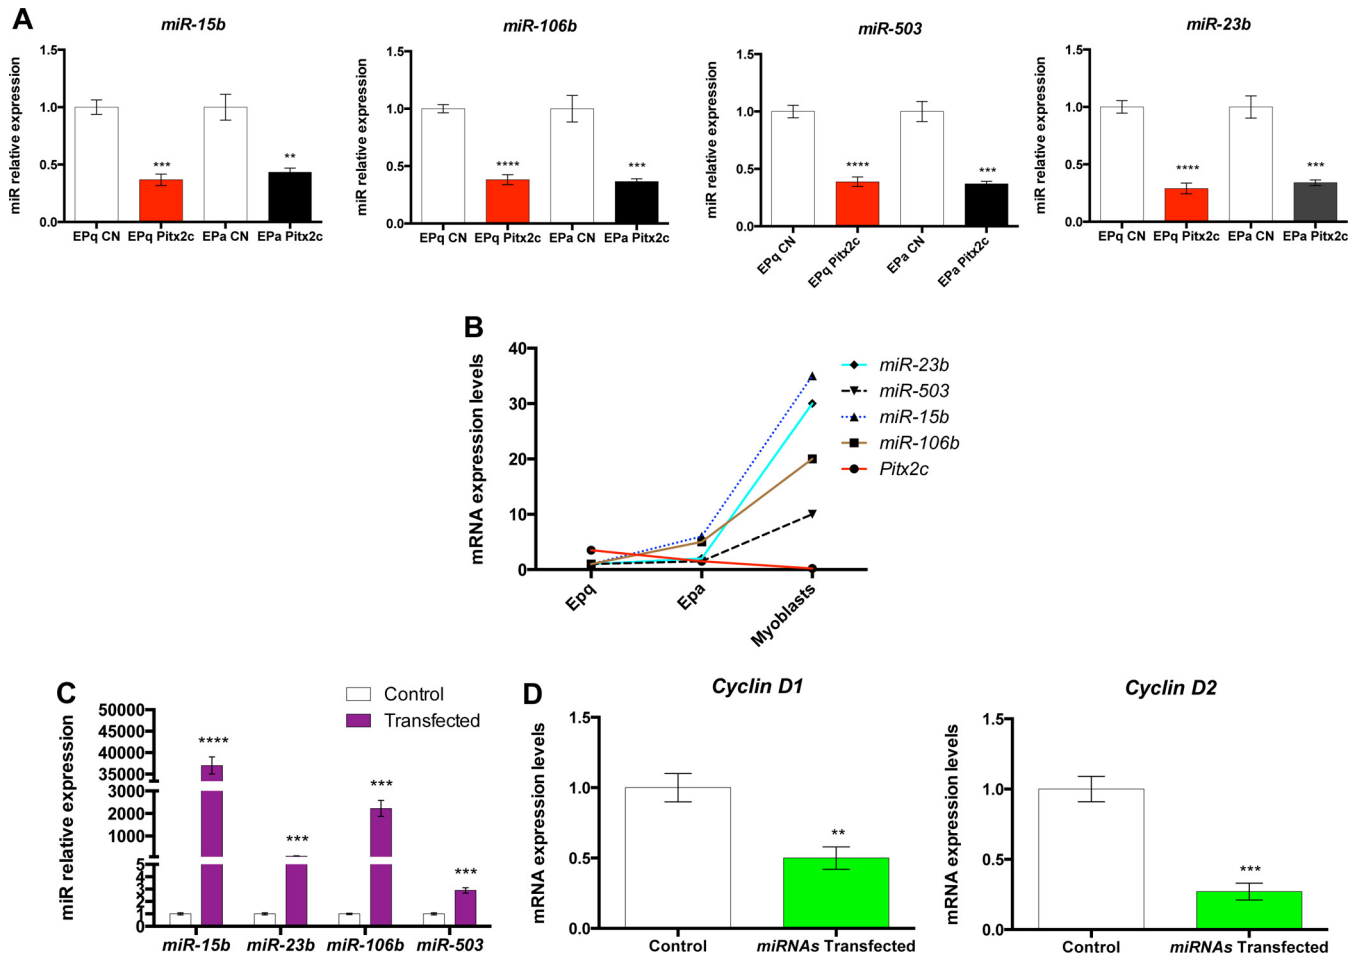 A
miR-15b
miR relative expression
1.5
1.0
0.5
0.0
***
**
EPq CN EPq Pitx2c EPa CN EPa Pitx2c
miR-106b
miR relative expression
1.5
1.0
0.5
0.0
****
***
EPq CN EPq Pitx2c EPa CN EPa Pitx2c
miR-503
miR relative expression
1.5
1.0
0.5
0.0
****
***
EPq CN EPq Pitx2c EPa CN EPa Pitx2c
miR-23b
miR relative expression
1.5
1.0
0.5
0.0
****
***
EPq CN EPq Pitx2c EPa CN EPa Pitx2c
B
mRNA expression levels
40
30
20
10
0
Epq Epa Myoblasts
miR-23b
miR-503
miR-15b
miR-106b
Pitx2c
C
Control
Transfected
miR relative expression
50000
45000
40000
35000
3000
2000
1000
5
4
3
2
1
0
****
***
***
***
miR-15b miR-23b miR-106b miR-503
D
Cyclin D1
mRNA expression levels
1.5
1.0
0.5
0.0
**
Control miRNAs Transfected
Cyclin D2
mRNA expression levels
1.5
1.0
0.5
0.0
***
Control miRNAs Transfected